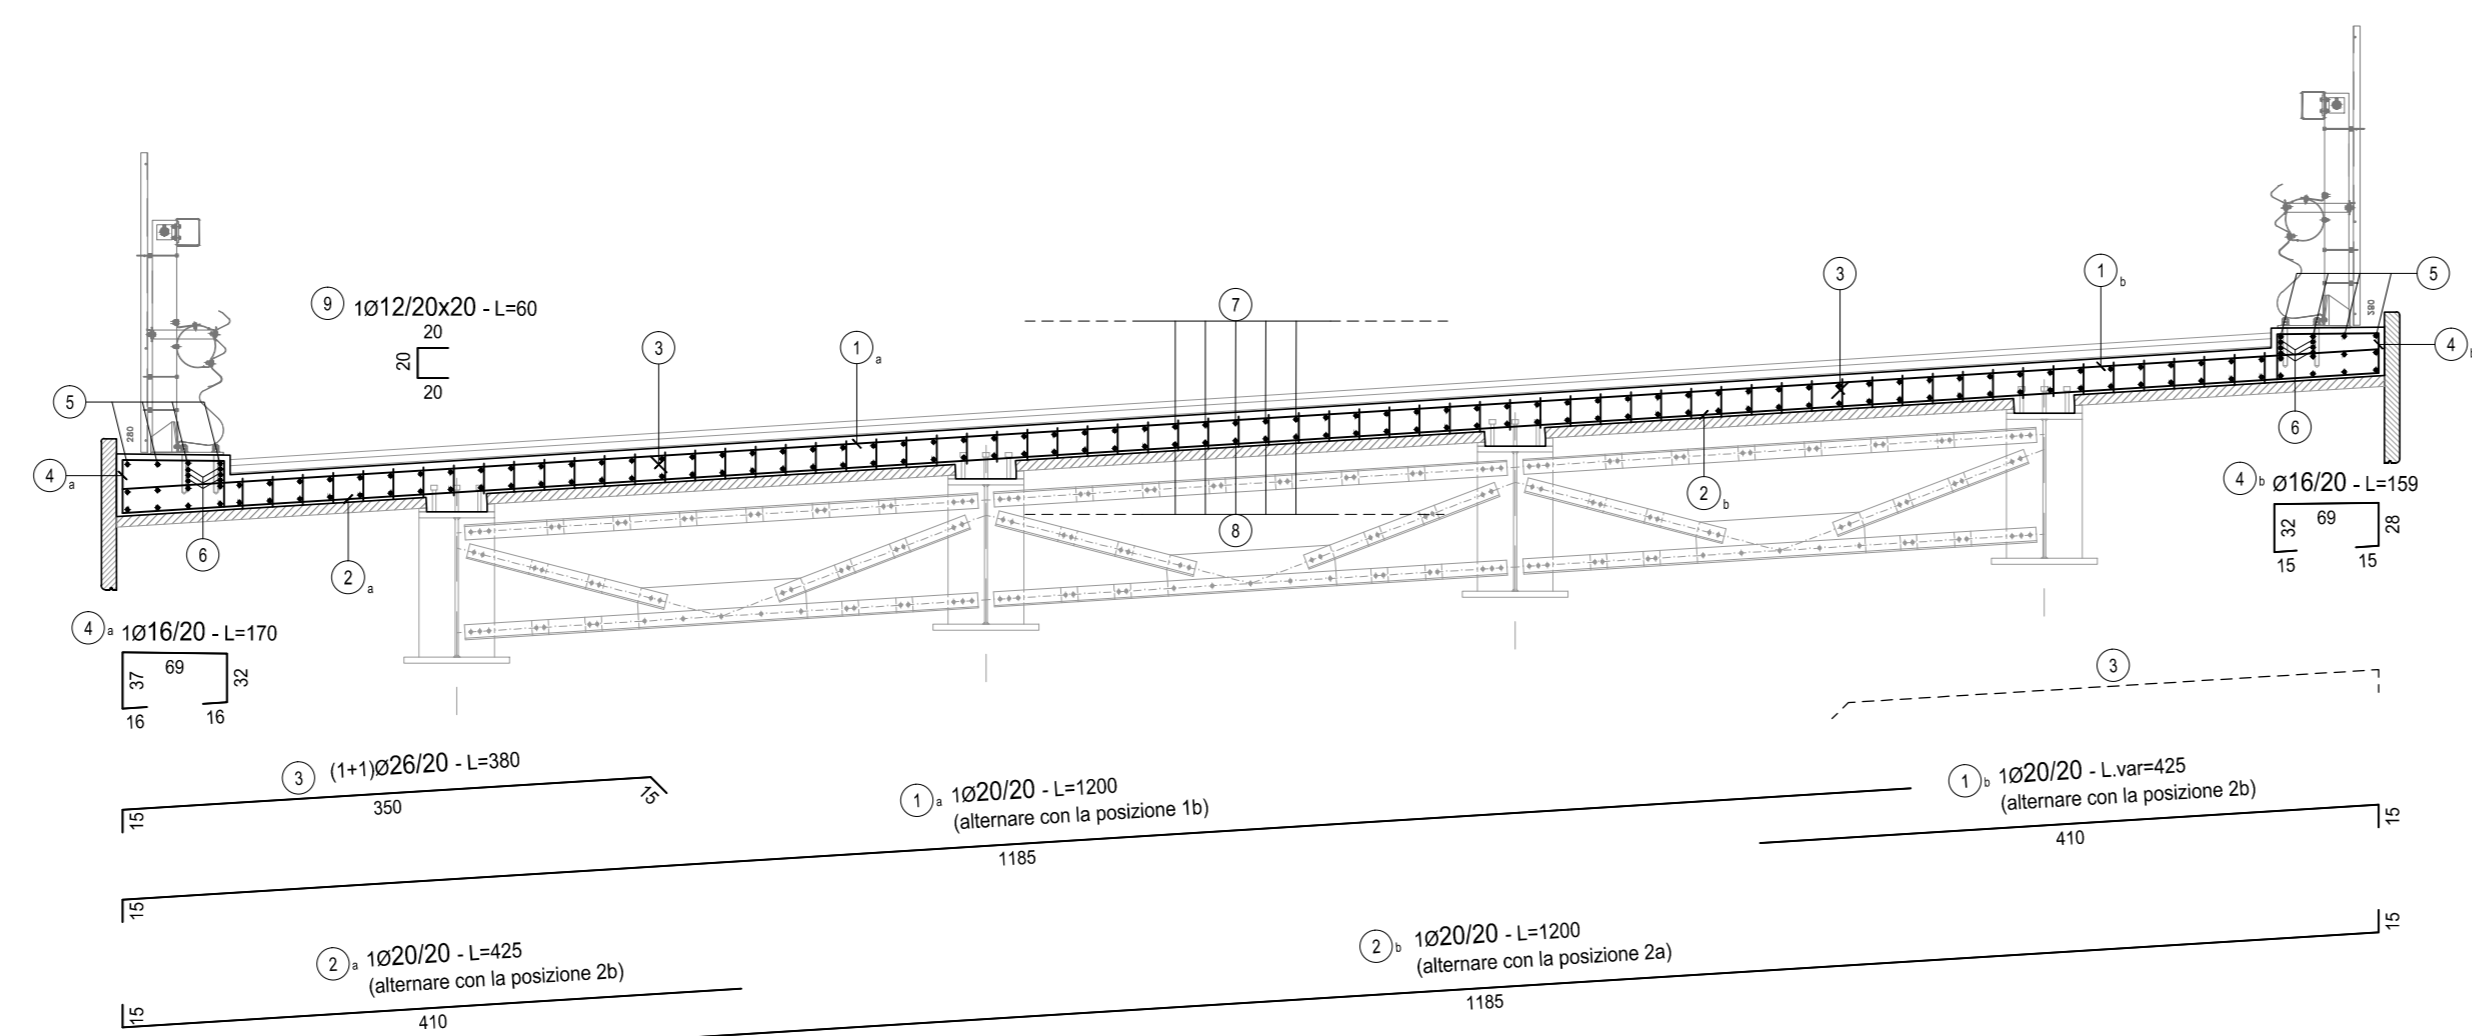 9 1Ø12/20x20 - L=60
20
20
20
3
1 a
7
3
1 b
5
5
280
280
4 a
4
6
6
2 a
8
2 b
4 b Ø16/20 - L=159
69
32
28
15
15
4 a 1Ø16/20 - L=170
69
37
32
16
16
3
3 (1+1)Ø26/20 - L=380
350
15
15
1 a 1Ø20/20 - L=1200
(alternare con la posizione 1b)
1185
15
1 b 1Ø20/20 - L.var=425
(alternare con la posizione 2b)
410
15
2 a 1Ø20/20 - L=425
(alternare con la posizione 2b)
410
15
2 b 1Ø20/20 - L=1200
(alternare con la posizione 2a)
1185
15